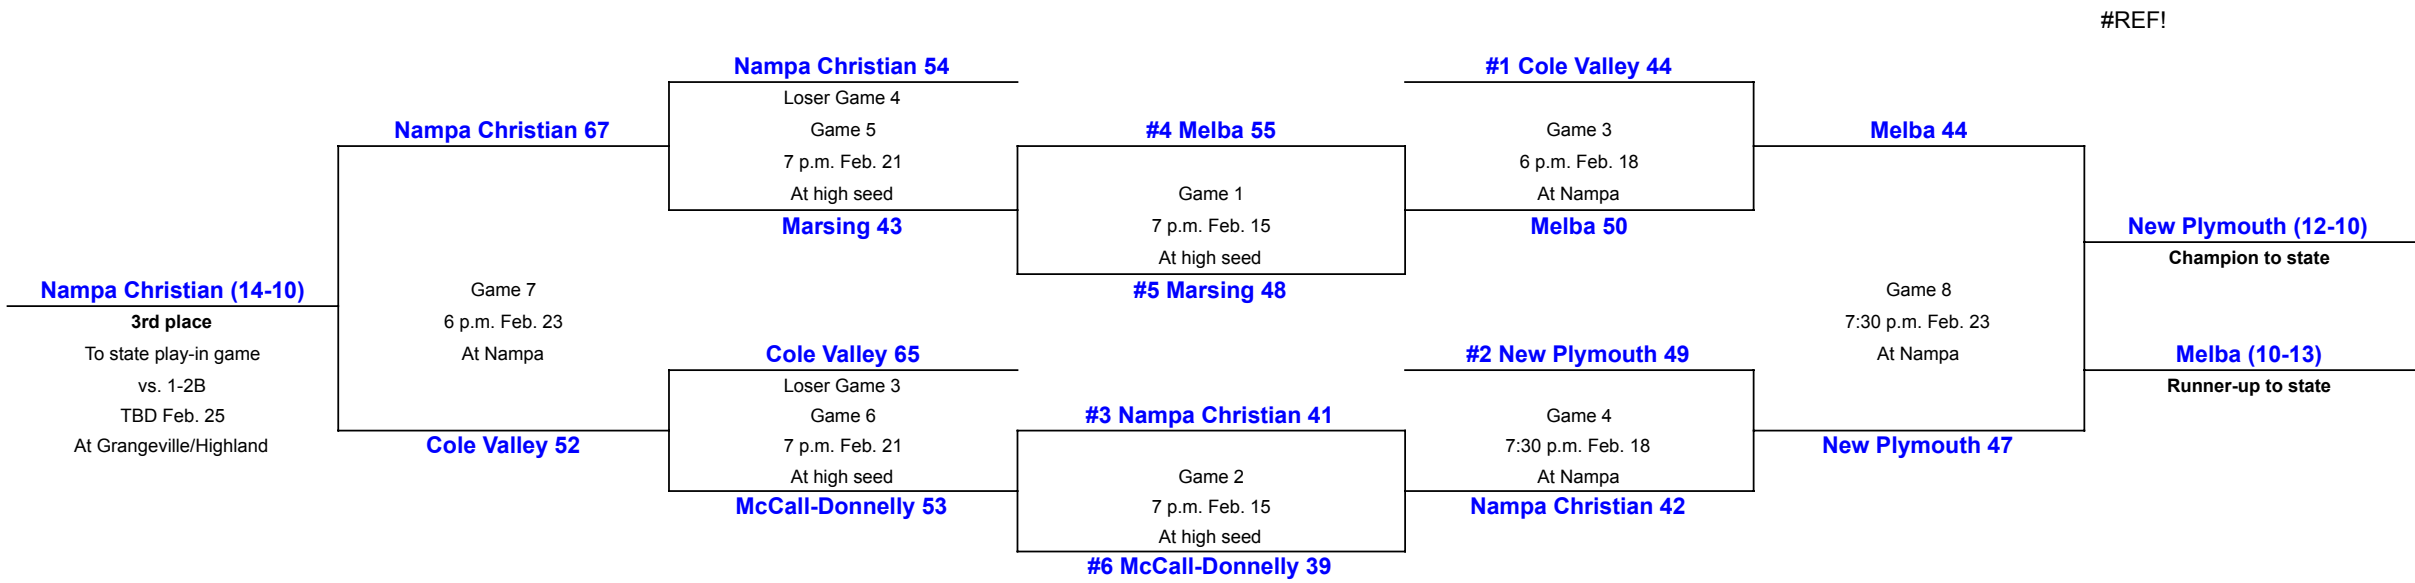 #REF!
Nampa Christian 54
#1 Cole Valley 44
Loser Game 4
Nampa Christian 67
Game 5
#4 Melba 55
Game 3
Melba 44
7 p.m. Feb. 21
6 p.m. Feb. 18
At high seed
Game 1
At Nampa
Marsing 43
7 p.m. Feb. 15
Melba 50
New Plymouth (12-10)
At high seed
Champion to state
Nampa Christian (14-10)
Game 7
#5 Marsing 48
Game 8
3rd place
6 p.m. Feb. 23
7:30 p.m. Feb. 23
To state play-in game
At Nampa
Cole Valley 65
#2 New Plymouth 49
At Nampa
Melba (10-13)
vs. 1-2B
Loser Game 3
Runner-up to state
TBD Feb. 25
Game 6
#3 Nampa Christian 41
Game 4
At Grangeville/Highland
Cole Valley 52
7 p.m. Feb. 21
7:30 p.m. Feb. 18
New Plymouth 47
At high seed
Game 2
At Nampa
McCall-Donnelly 53
7 p.m. Feb. 15
Nampa Christian 42
At high seed
#6 McCall-Donnelly 39